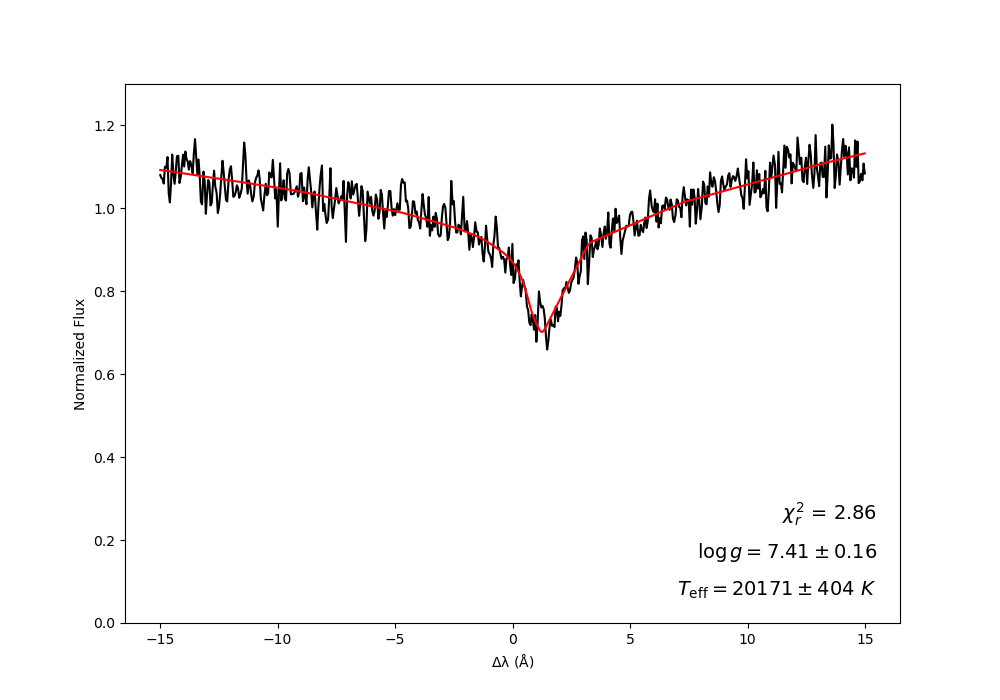 1.2
1.0
0.8
0.6
0.4
0.2
0.0
Normalized Flux
χ²ᵣ = 2.86
log g = 7.41 ± 0.16
T_eff = 20171 ± 404 K
−15 −10 −5 0 5 10 15
Δλ (Å)